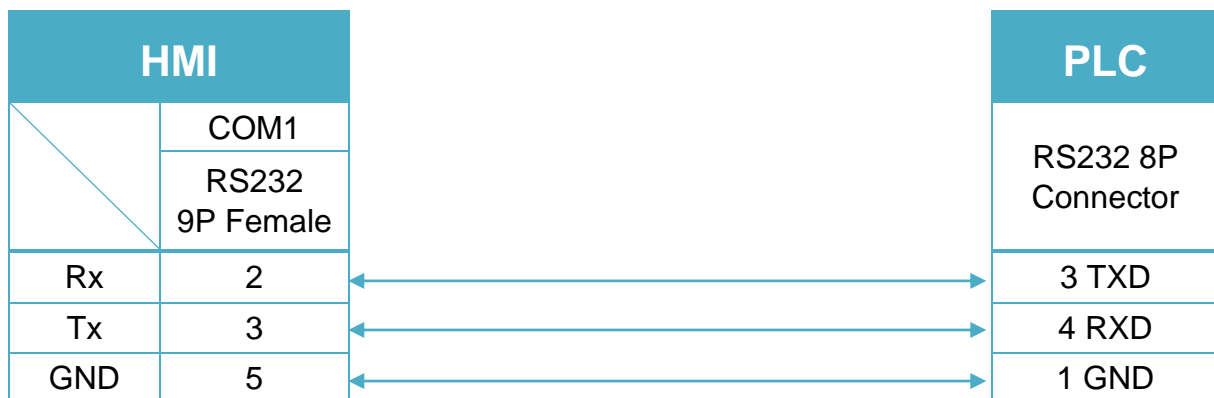 HMI
PLC
COM1
RS232
9P Female
RS232 8P
Connector
Rx 2 3 TXD
Tx 3 4 RXD
GND 5 1 GND